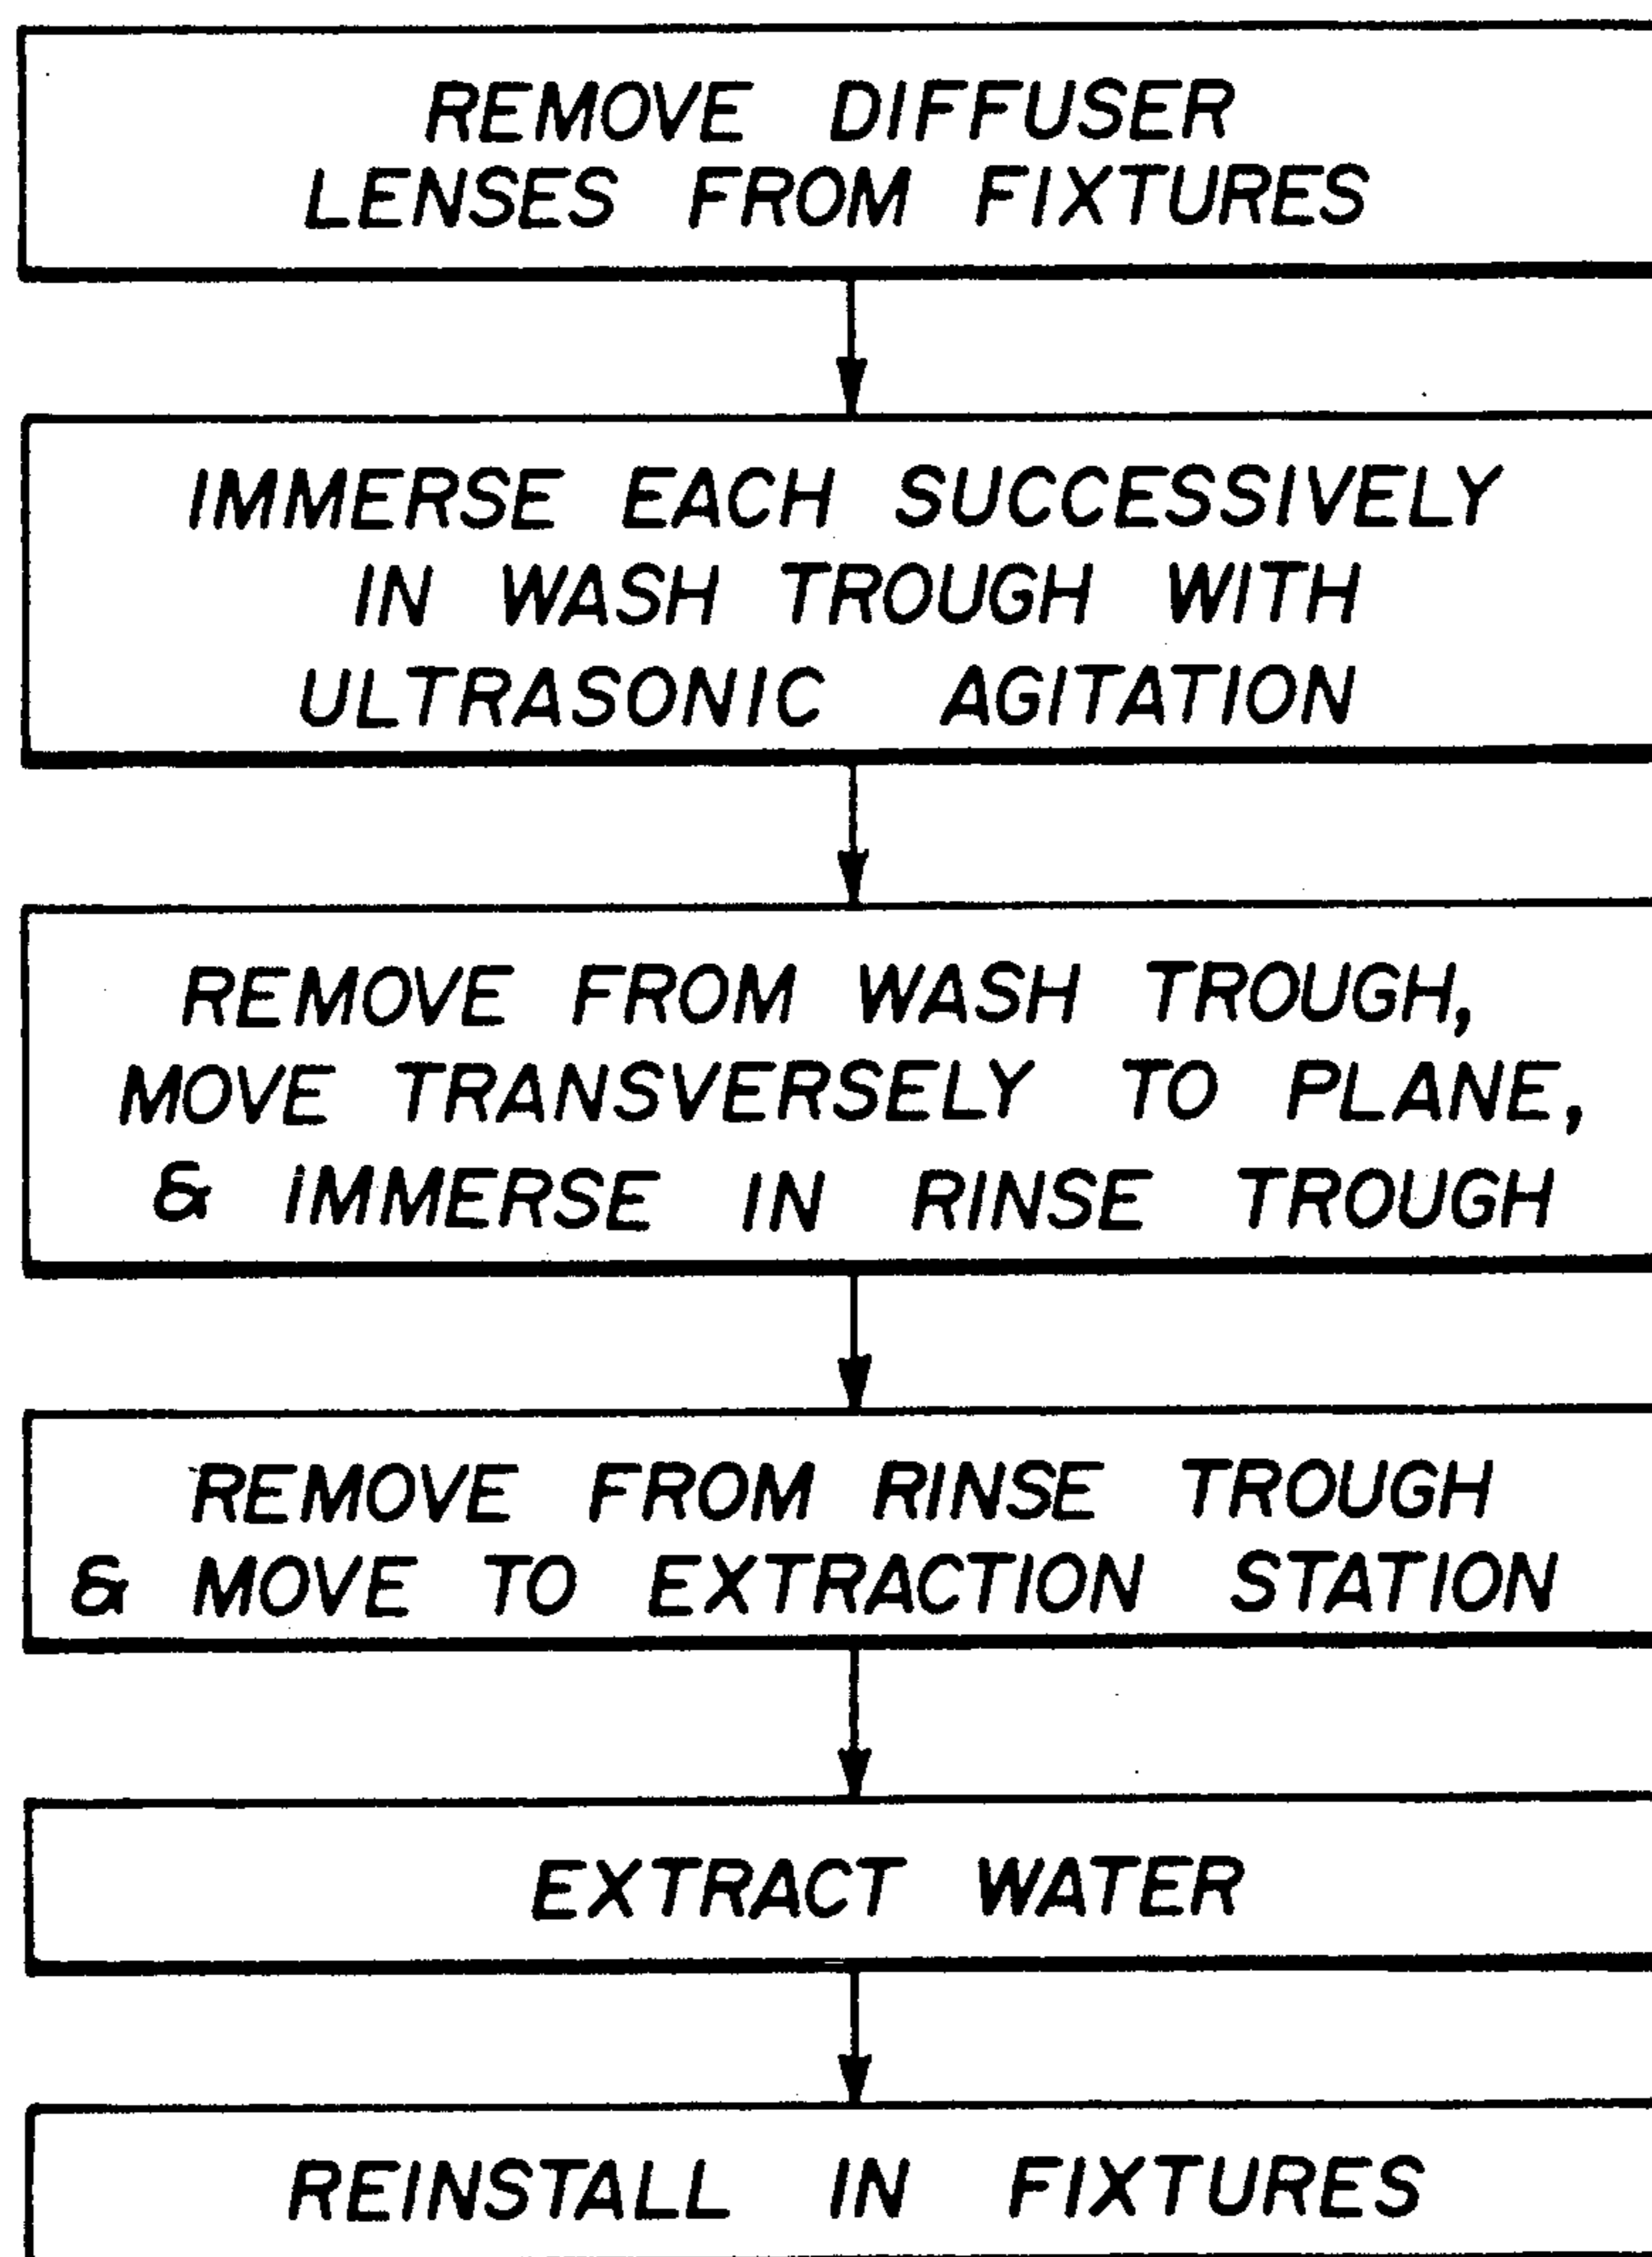 REMOVE DIFFUSER
LENSES FROM FIXTURES
IMMERSE EACH SUCCESSIVELY
IN WASH TROUGH WITH
ULTRASONIC AGITATION
REMOVE FROM WASH TROUGH,
MOVE TRANSVERSELY TO PLANE,
& IMMERSE IN RINSE TROUGH
REMOVE FROM RINSE TROUGH
& MOVE TO EXTRACTION STATION
EXTRACT WATER
REINSTALL IN FIXTURES